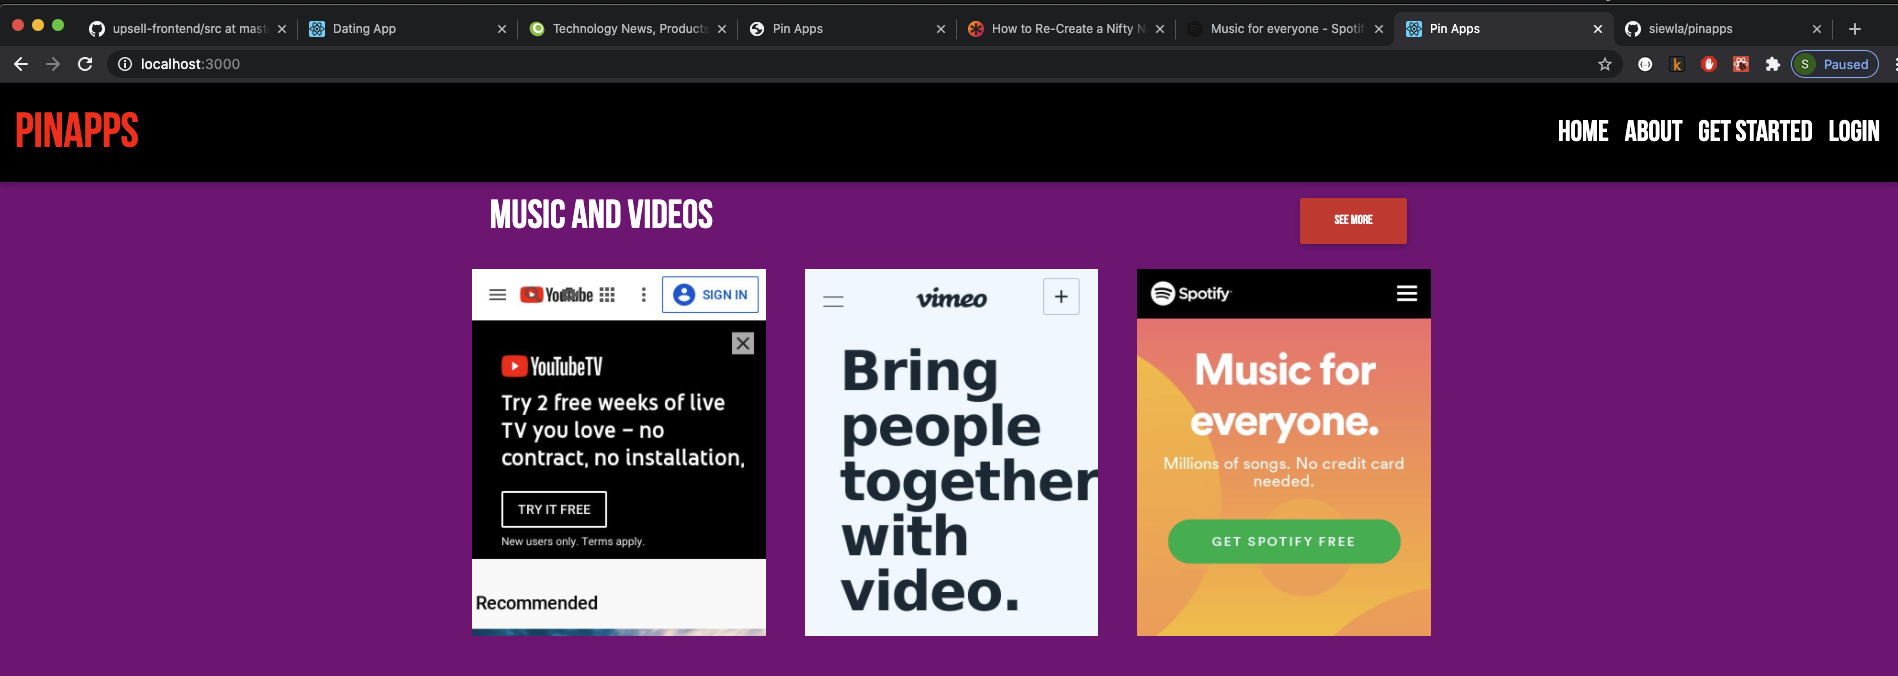 upsell-frontend/src at mast
Dating App
Technology News, Products
Pin Apps
How to Re-Create a Nifty N
Music for everyone - Spotif
Pin Apps
siewla/pinapps
localhost:3000
k
S Paused
PINAPPS
HOME ABOUT GET STARTED LOGIN
MUSIC AND VIDEOS
SEE MORE
YouTube
SIGN IN
YouTubeTV
Try 2 free weeks of live
TV you love – no
contract, no installation,
TRY IT FREE
New users only. Terms apply.
Recommended
vimeo
Bring
people
together
with
video.
Spotify
Music for
everyone.
Millions of songs. No credit card
needed.
GET SPOTIFY FREE